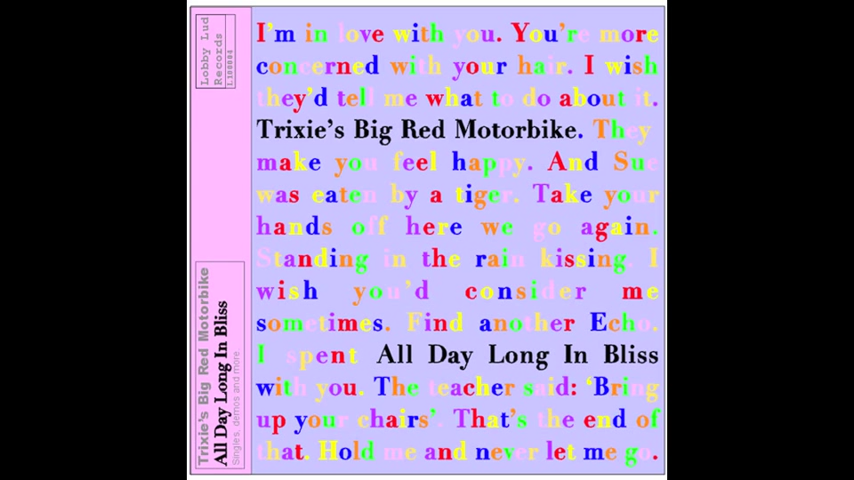 Lobby Lud
Records
Trixie's Big Red Motorbike
All Day Long In Bliss
Singles, demos and more.
I'm in love with you. You're more
concerned with your hair. I wish
they'd tell me what to do about it.
Trixie's Big Red Motorbike. They
make you feel happy. And Sue
was eaten by a tiger. Take your
hands off here we go again.
Standing in the rain kissing. I
wish you'd consider me
sometimes. Find another Echo.
I spent All Day Long In Bliss
with you. The teacher said: 'Bring
up your chairs'. That's the end of
that. Hold me and never let me go.